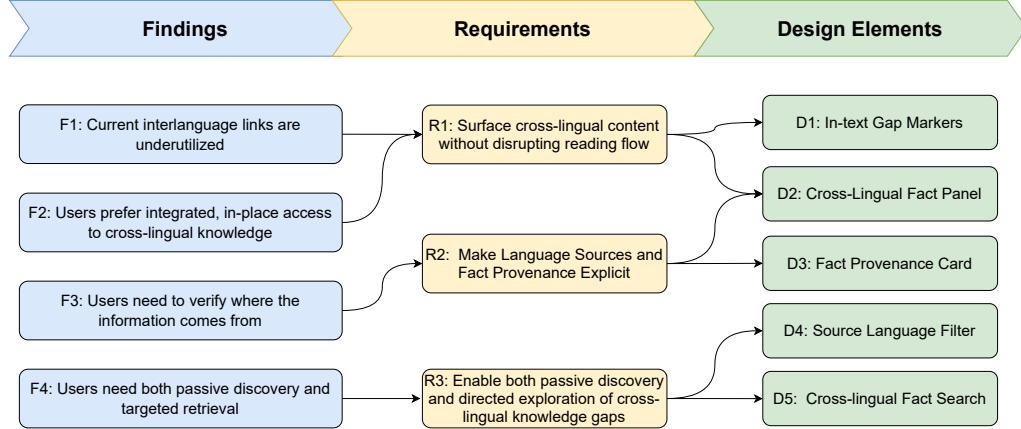 Findings
Requirements
Design Elements
F1: Current interlanguage links are
underutilized
F2: Users prefer integrated, in-place access
to cross-lingual knowledge
F3: Users need to verify where the
information comes from
F4: Users need both passive discovery and
targeted retrieval
R1: Surface cross-lingual content
without disrupting reading flow
R2:  Make Language Sources and
Fact Provenance Explicit
R3: Enable both passive discovery
and directed exploration of cross-
lingual knowledge gaps
D1: In-text Gap Markers
D2: Cross-Lingual Fact Panel
D3: Fact Provenance Card
D4: Source Language Filter
D5:  Cross-lingual Fact Search